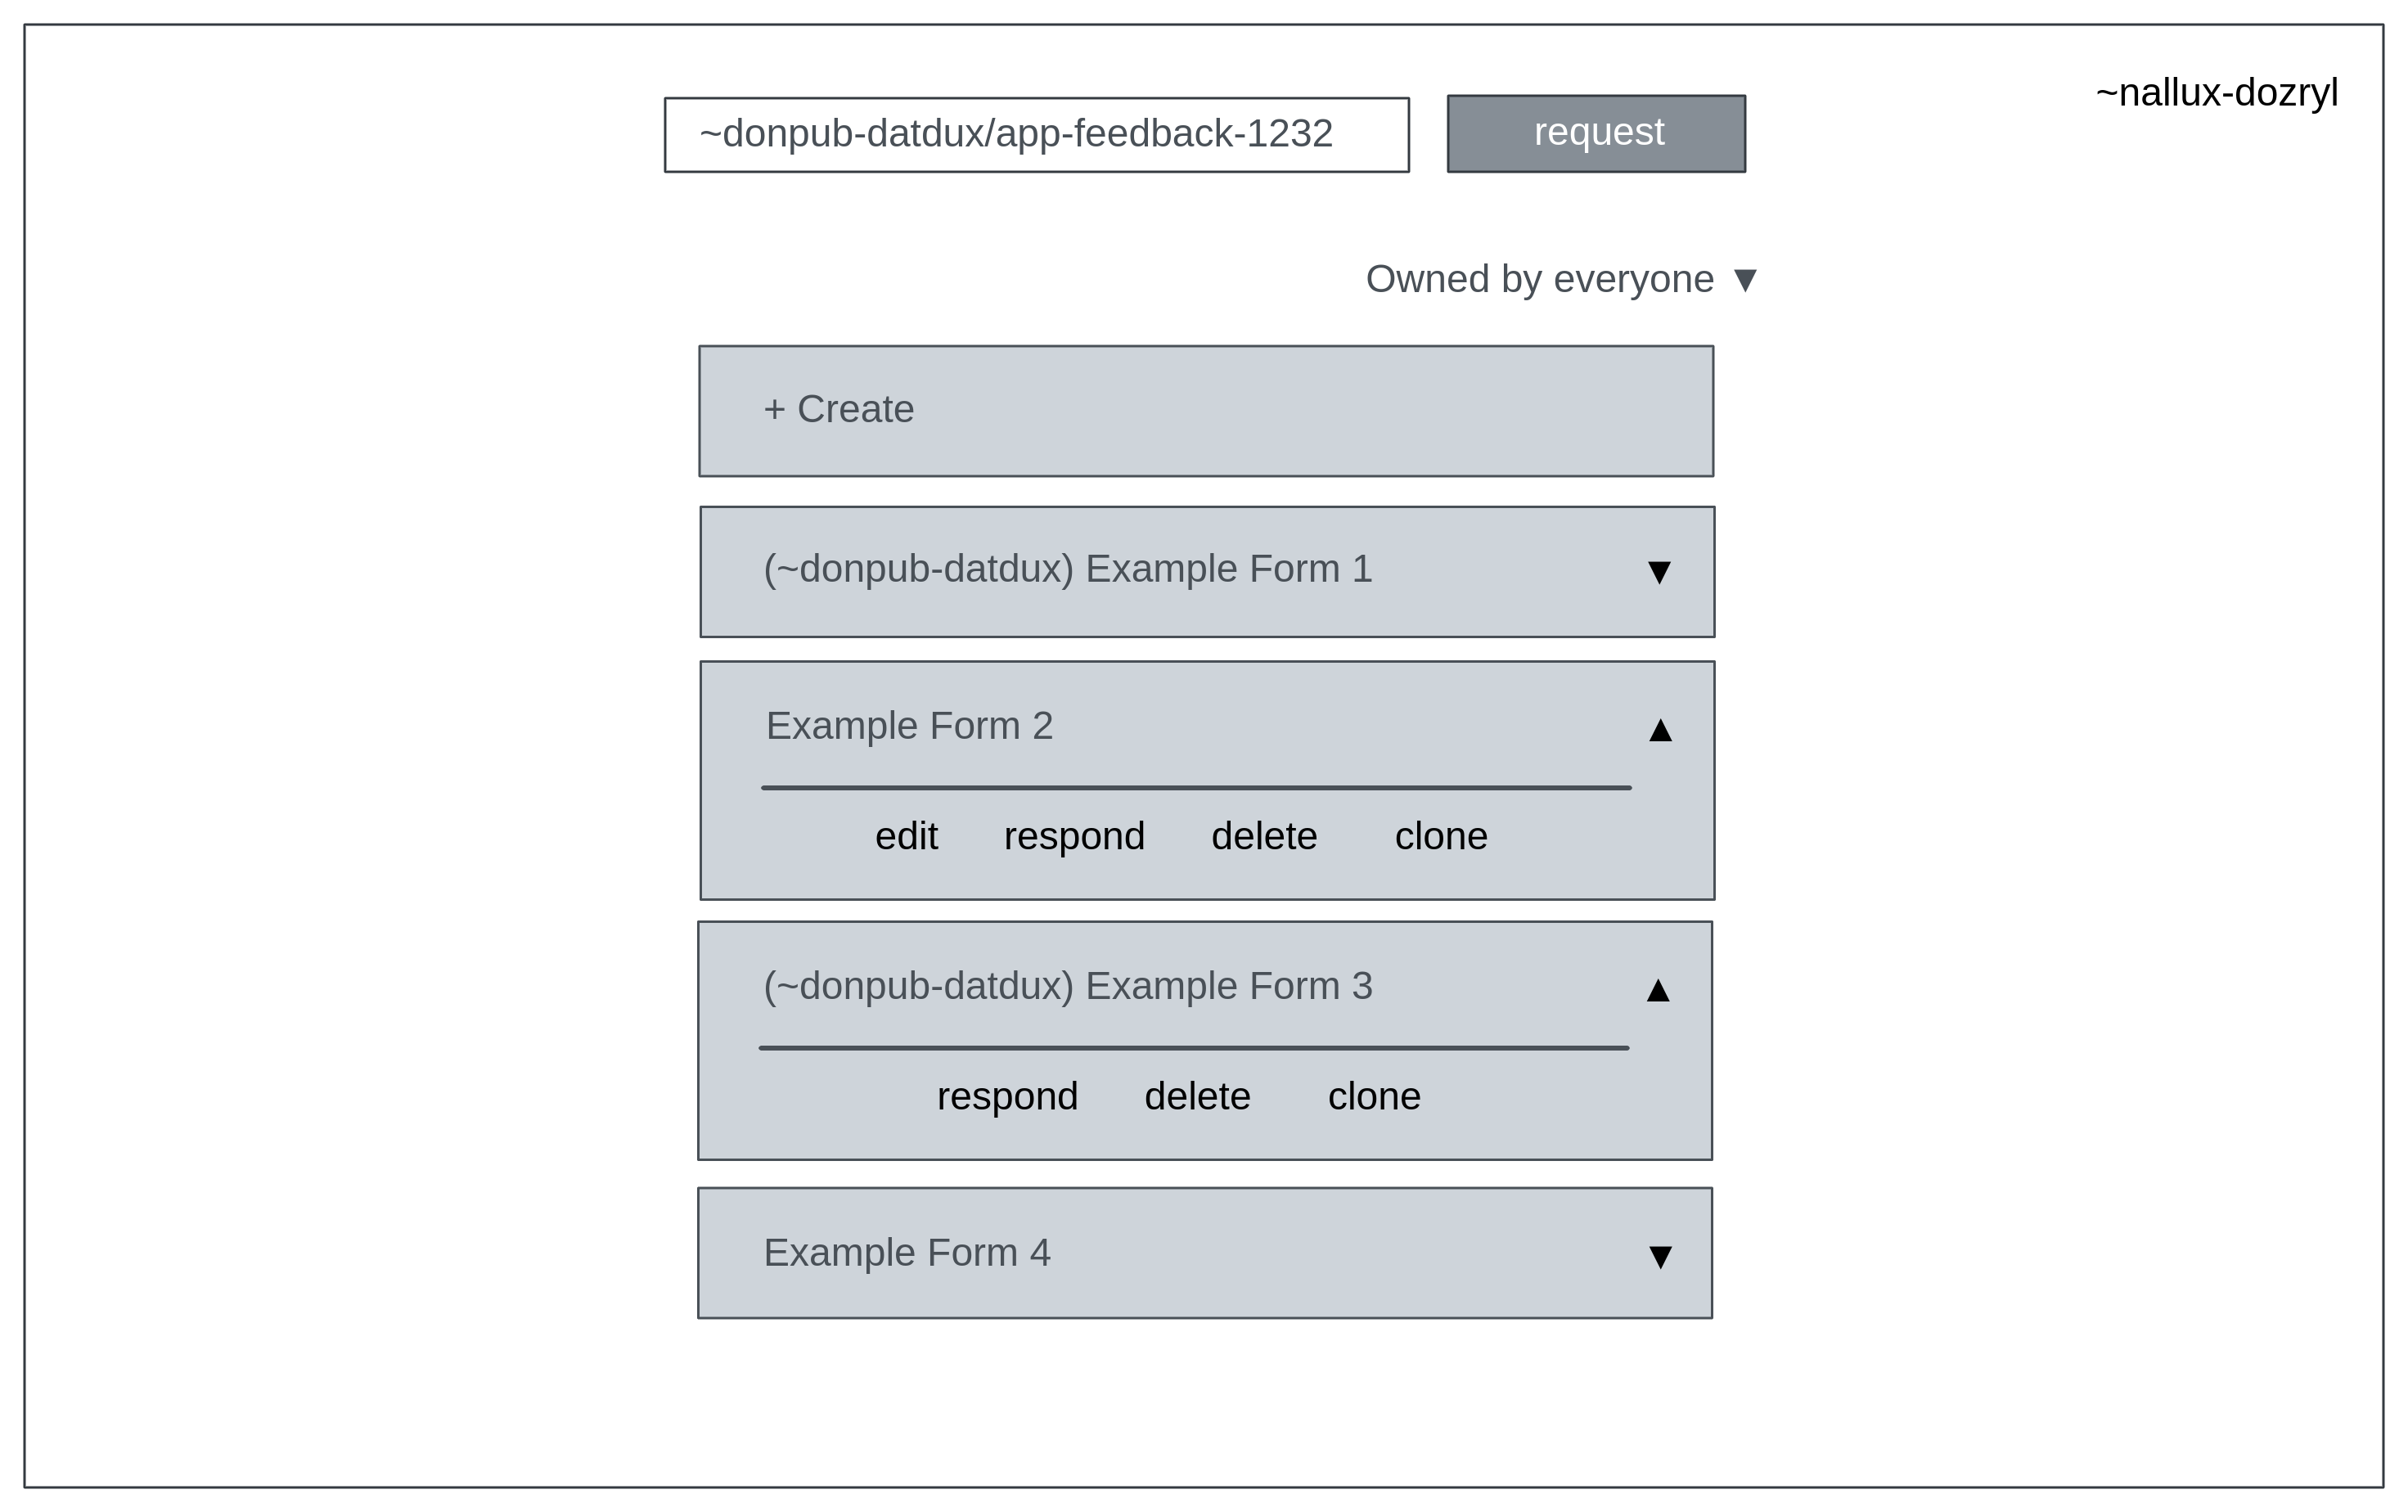 ~nallux-dozryl
~donpub-datdux/app-feedback-1232
request
Owned by everyone ▼
+ Create
(~donpub-datdux) Example Form 1 ▼
Example Form 2 ▲
edit respond delete clone
(~donpub-datdux) Example Form 3 ▲
respond delete clone
Example Form 4 ▼